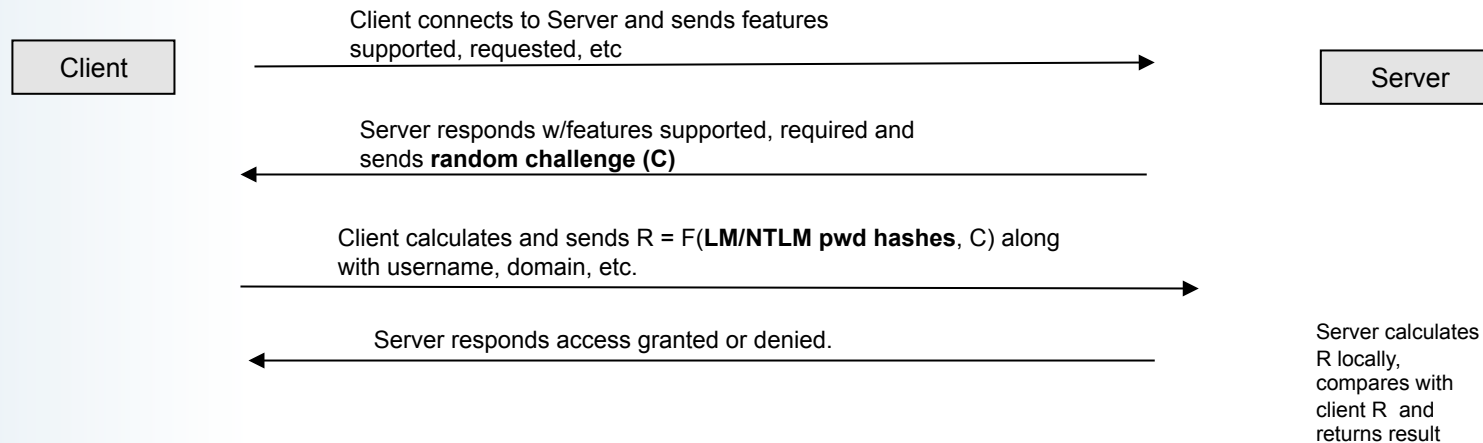 Client connects to Server and sends features
supported, requested, etc
Client
Server
Server responds w/features supported, required and
sends random challenge (C)
Client calculates and sends R = F(LM/NTLM pwd hashes, C) along
with username, domain, etc.
Server responds access granted or denied.
Server calculates
R locally,
compares with
client R and
returns result